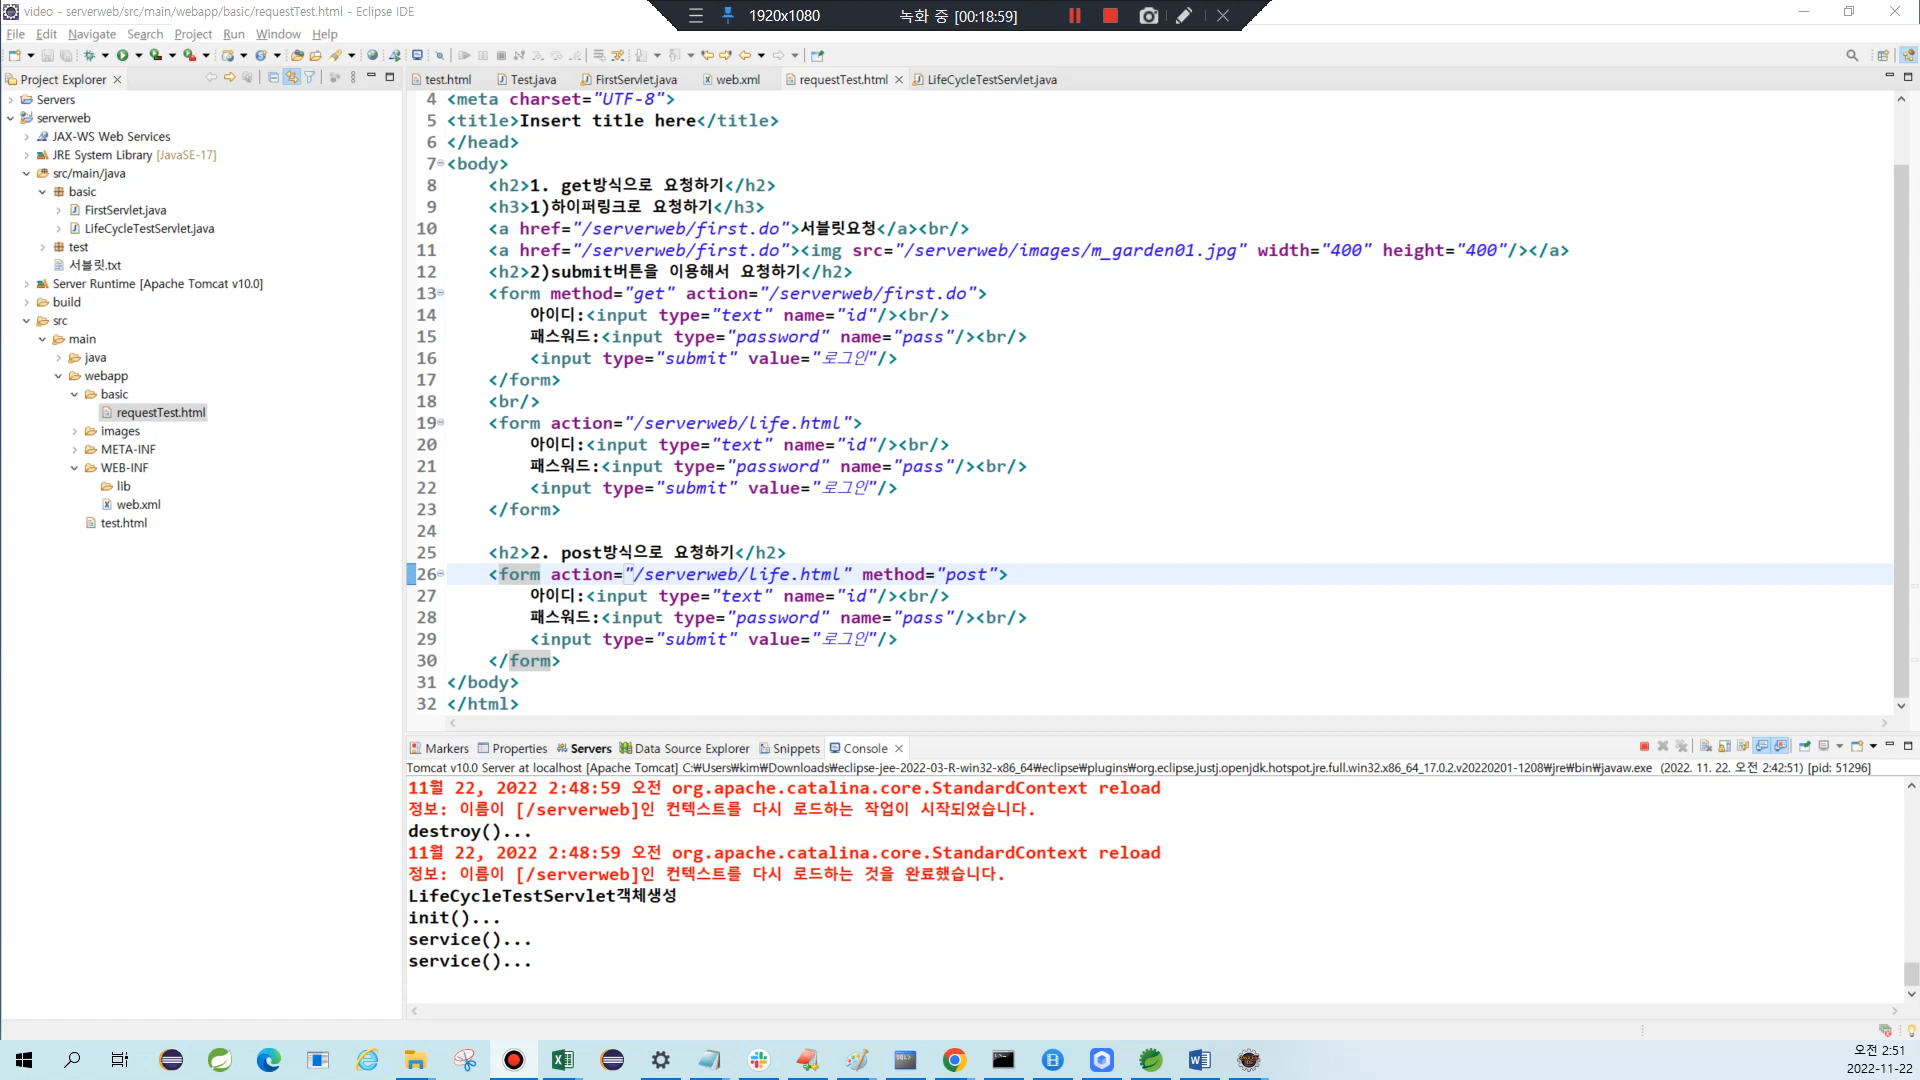 video - serverweb/src/main/webapp/basic/requestTest.html - Eclipse IDE
1920x1080
녹화 중 [00:18:59]
File Edit Navigate Search Project Run Window Help
Project Explorer
test.html Test.java FirstServlet.java web.xml requestTest.html LifeCycleTestServlet.java
Servers
serverweb
JAX-WS Web Services
JRE System Library [JavaSE-17]
src/main/java
basic
FirstServlet.java
LifeCycleTestServlet.java
test
서블릿.txt
Server Runtime [Apache Tomcat v10.0]
build
src
main
java
webapp
basic
requestTest.html
images
META-INF
WEB-INF
lib
web.xml
test.html
4 <meta charset="UTF-8">
5 <title>Insert title here</title>
6 </head>
7 <body>
8 <h2>1. get방식으로 요청하기</h2>
9 <h3>1)하이퍼링크로 요청하기</h3>
10 <a href="/serverweb/first.do">서블릿요청</a><br/>
11 <a href="/serverweb/first.do"><img src="/serverweb/images/m_garden01.jpg" width="400" height="400"/></a>
12 <h2>2)submit버튼을 이용해서 요청하기</h2>
13 <form method="get" action="/serverweb/first.do">
14 아이디:<input type="text" name="id"/><br/>
15 패스워드:<input type="password" name="pass"/><br/>
16 <input type="submit" value="로그인"/>
17 </form>
18 <br/>
19 <form action="/serverweb/life.html">
20 아이디:<input type="text" name="id"/><br/>
21 패스워드:<input type="password" name="pass"/><br/>
22 <input type="submit" value="로그인"/>
23 </form>
24
25 <h2>2. post방식으로 요청하기</h2>
26 <form action="/serverweb/life.html" method="post">
27 아이디:<input type="text" name="id"/><br/>
28 패스워드:<input type="password" name="pass"/><br/>
29 <input type="submit" value="로그인"/>
30 </form>
31 </body>
32 </html>
Markers Properties Servers Data Source Explorer Snippets Console
Tomcat v10.0 Server at localhost [Apache Tomcat] C:₩Users₩kim₩Downloads₩eclipse-jee-2022-03-R-win32-x86_64₩eclipse₩plugins₩org.eclipse.justj.openjdk.hotspot.jre.full.win32.x86_64_17.0.2.v20220201-1208₩jre₩bin₩javaw.exe (2022. 11. 22. 오전 2:42:51) [pid: 51296]
11월 22, 2022 2:48:59 오전 org.apache.catalina.core.StandardContext reload
정보: 이름이 [/serverweb]인 컨텍스트를 다시 로드하는 작업이 시작되었습니다.
destroy()...
11월 22, 2022 2:48:59 오전 org.apache.catalina.core.StandardContext reload
정보: 이름이 [/serverweb]인 컨텍스트를 다시 로드하는 것을 완료했습니다.
LifeCycleTestServlet객체생성
init()...
service()...
service()...
오전 2:51
2022-11-22